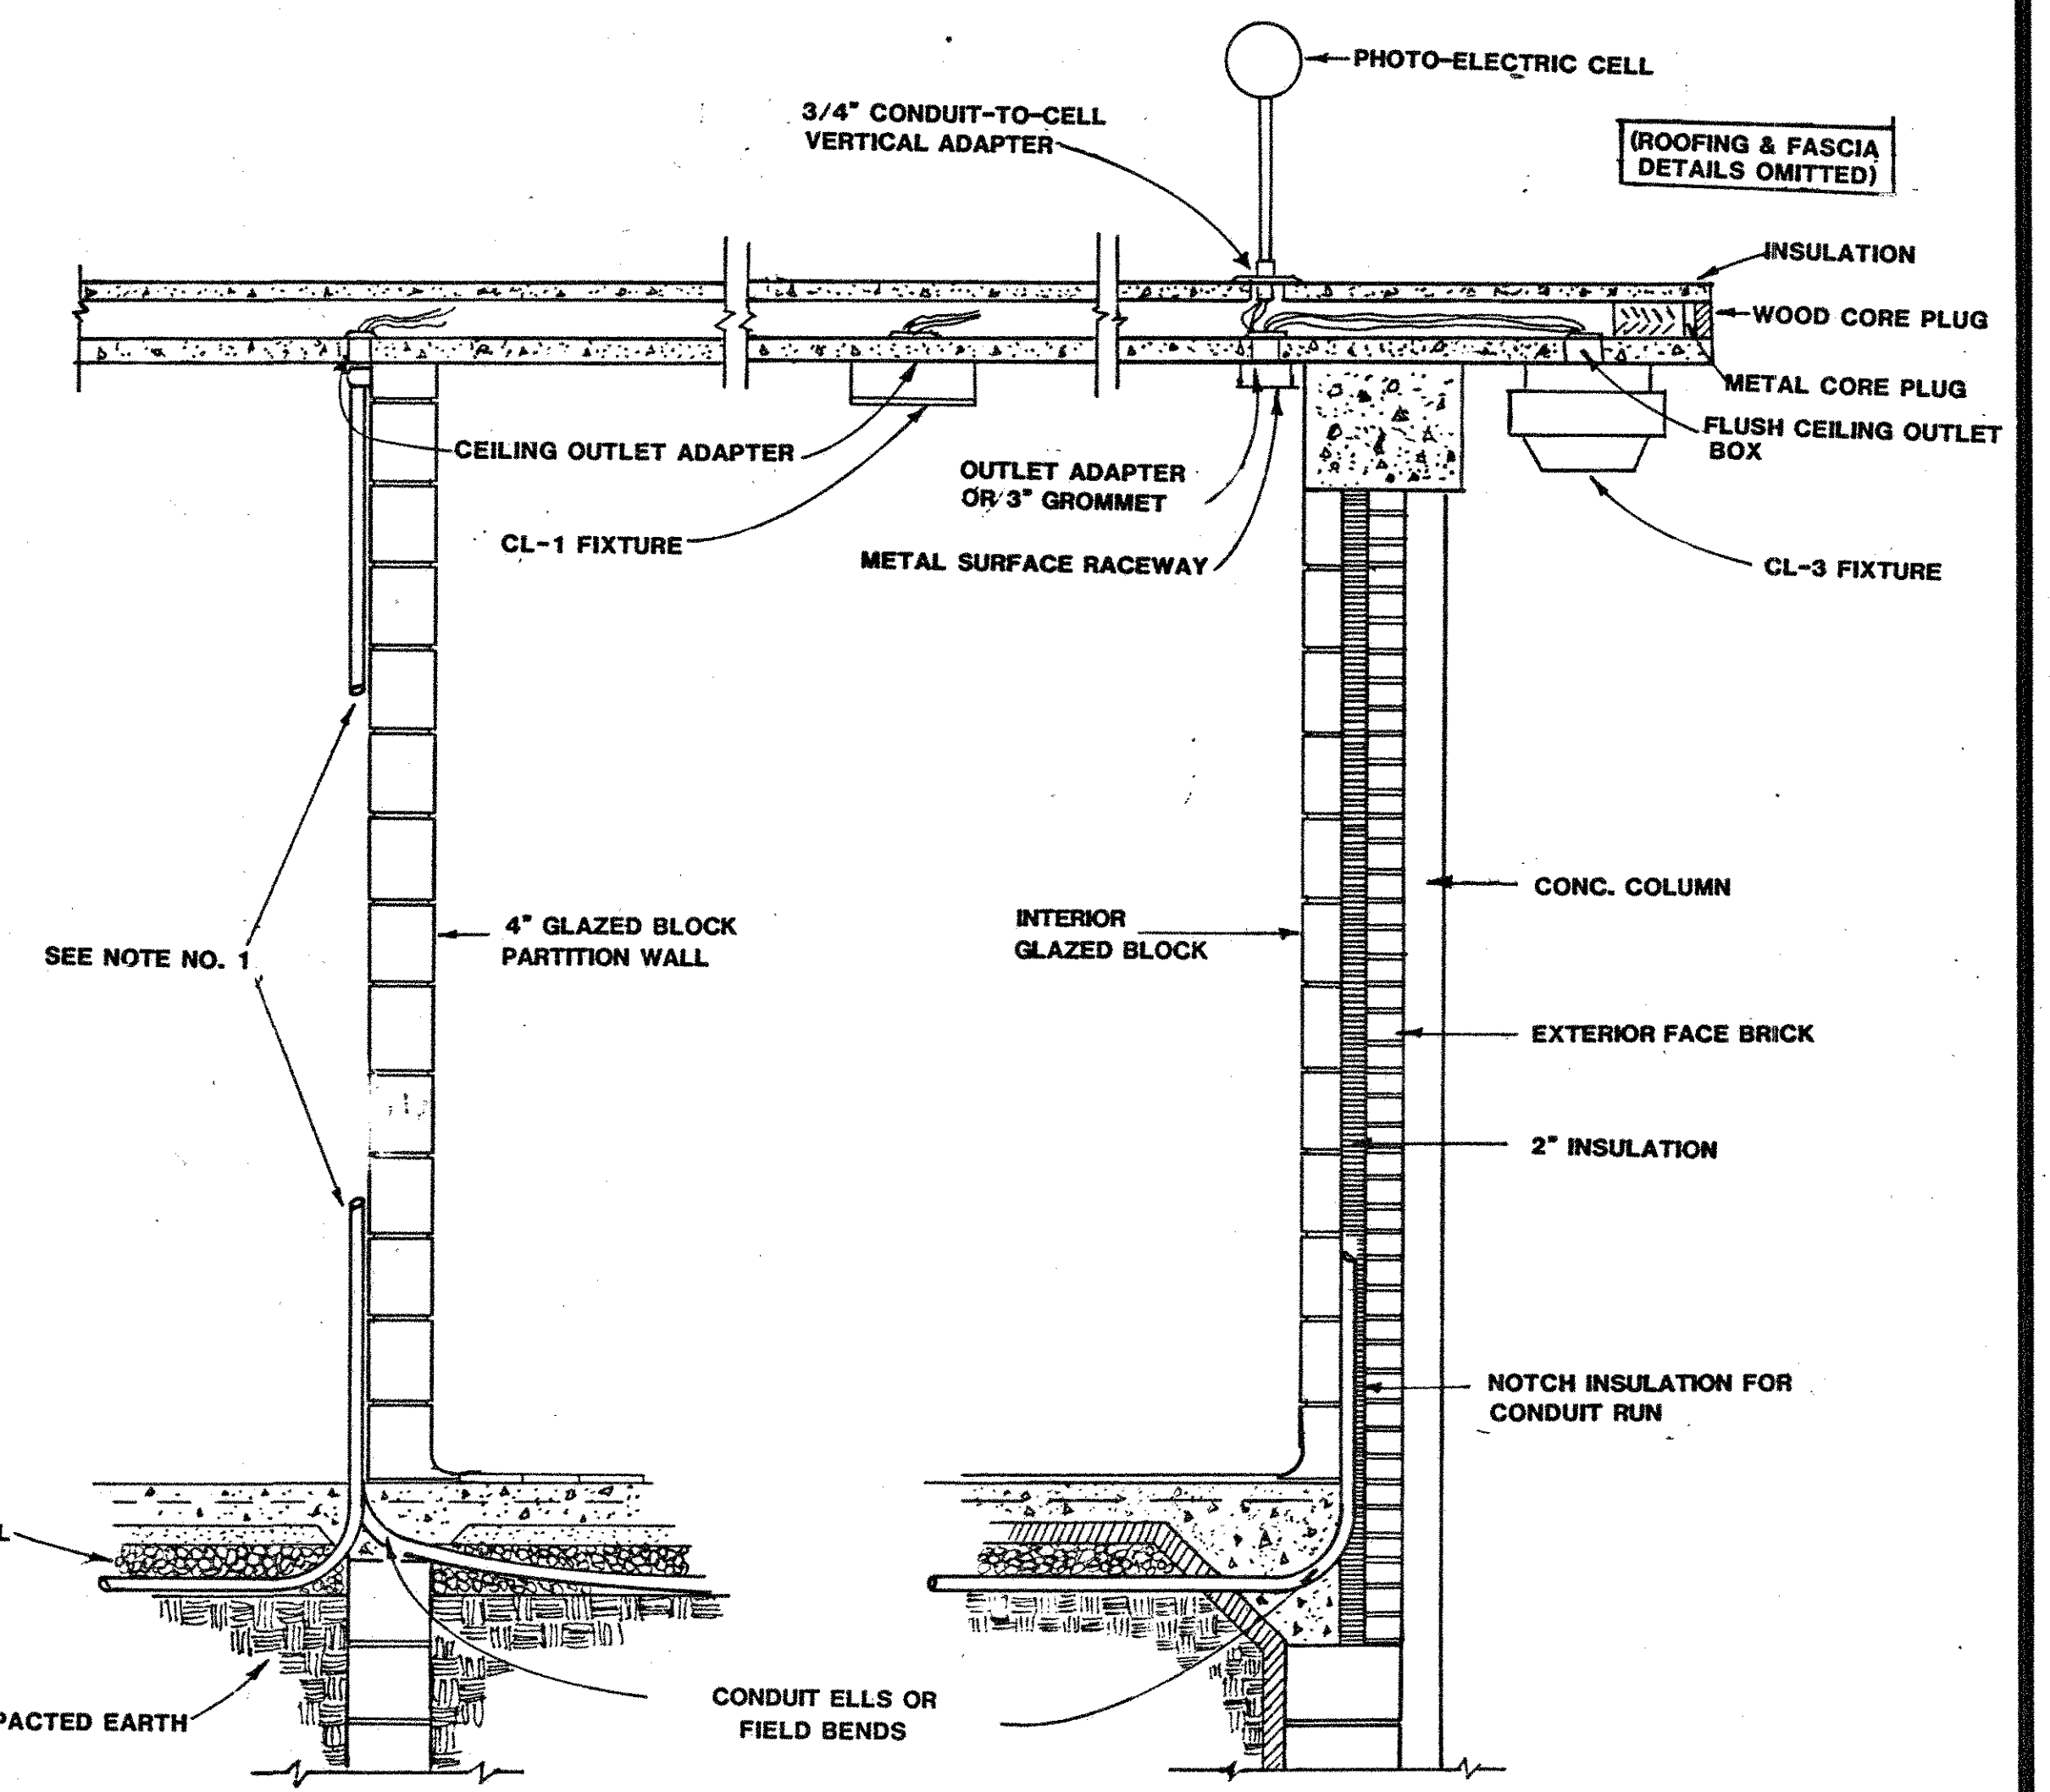 PHOTO-ELECTRIC CELL
3/4" CONDUIT-TO-CELL
VERTICAL ADAPTER
(ROOFING & FASCIA
DETAILS OMITTED)
INSULATION
WOOD CORE PLUG
METAL CORE PLUG
FLUSH CEILING OUTLET
BOX
CEILING OUTLET ADAPTER
OUTLET ADAPTER
OR 3" GROMMET
CL-1 FIXTURE
METAL SURFACE RACEWAY
CL-3 FIXTURE
CONC. COLUMN
4" GLAZED BLOCK
PARTITION WALL
INTERIOR
GLAZED BLOCK
SEE NOTE NO. 1
EXTERIOR FACE BRICK
2" INSULATION
NOTCH INSULATION FOR
CONDUIT RUN
L
PACTED EARTH
CONDUIT ELLS OR
FIELD BENDS